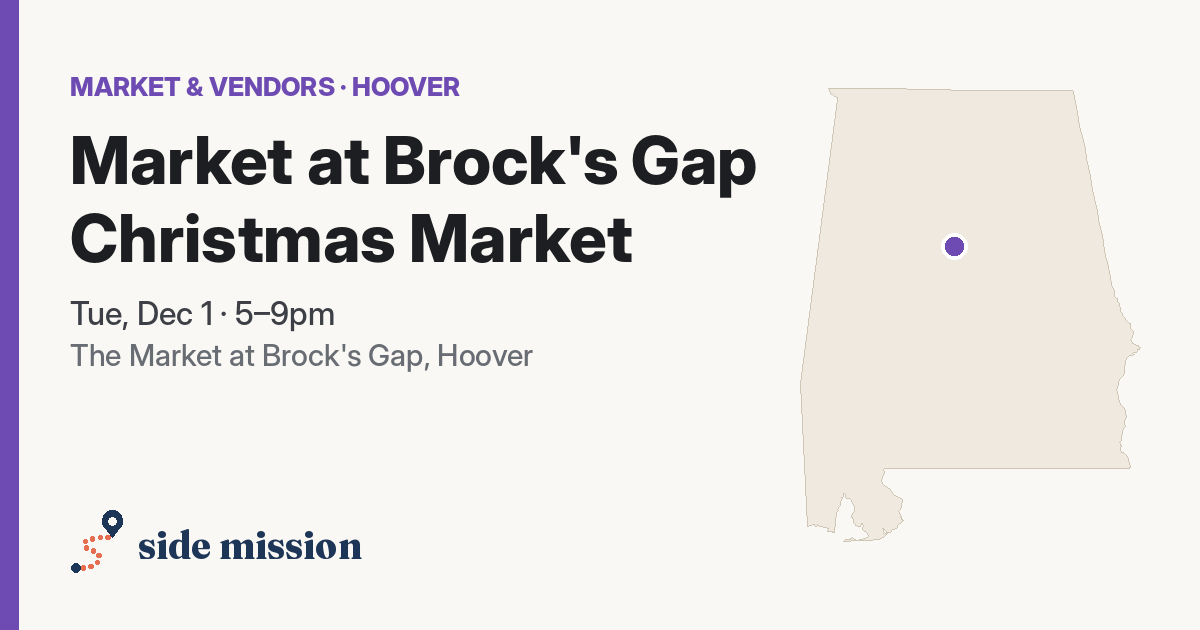 MARKET & VENDORS · HOOVER
Market at Brock's Gap
Christmas Market
Tue, Dec 1 · 5–9pm
The Market at Brock's Gap, Hoover
side mission